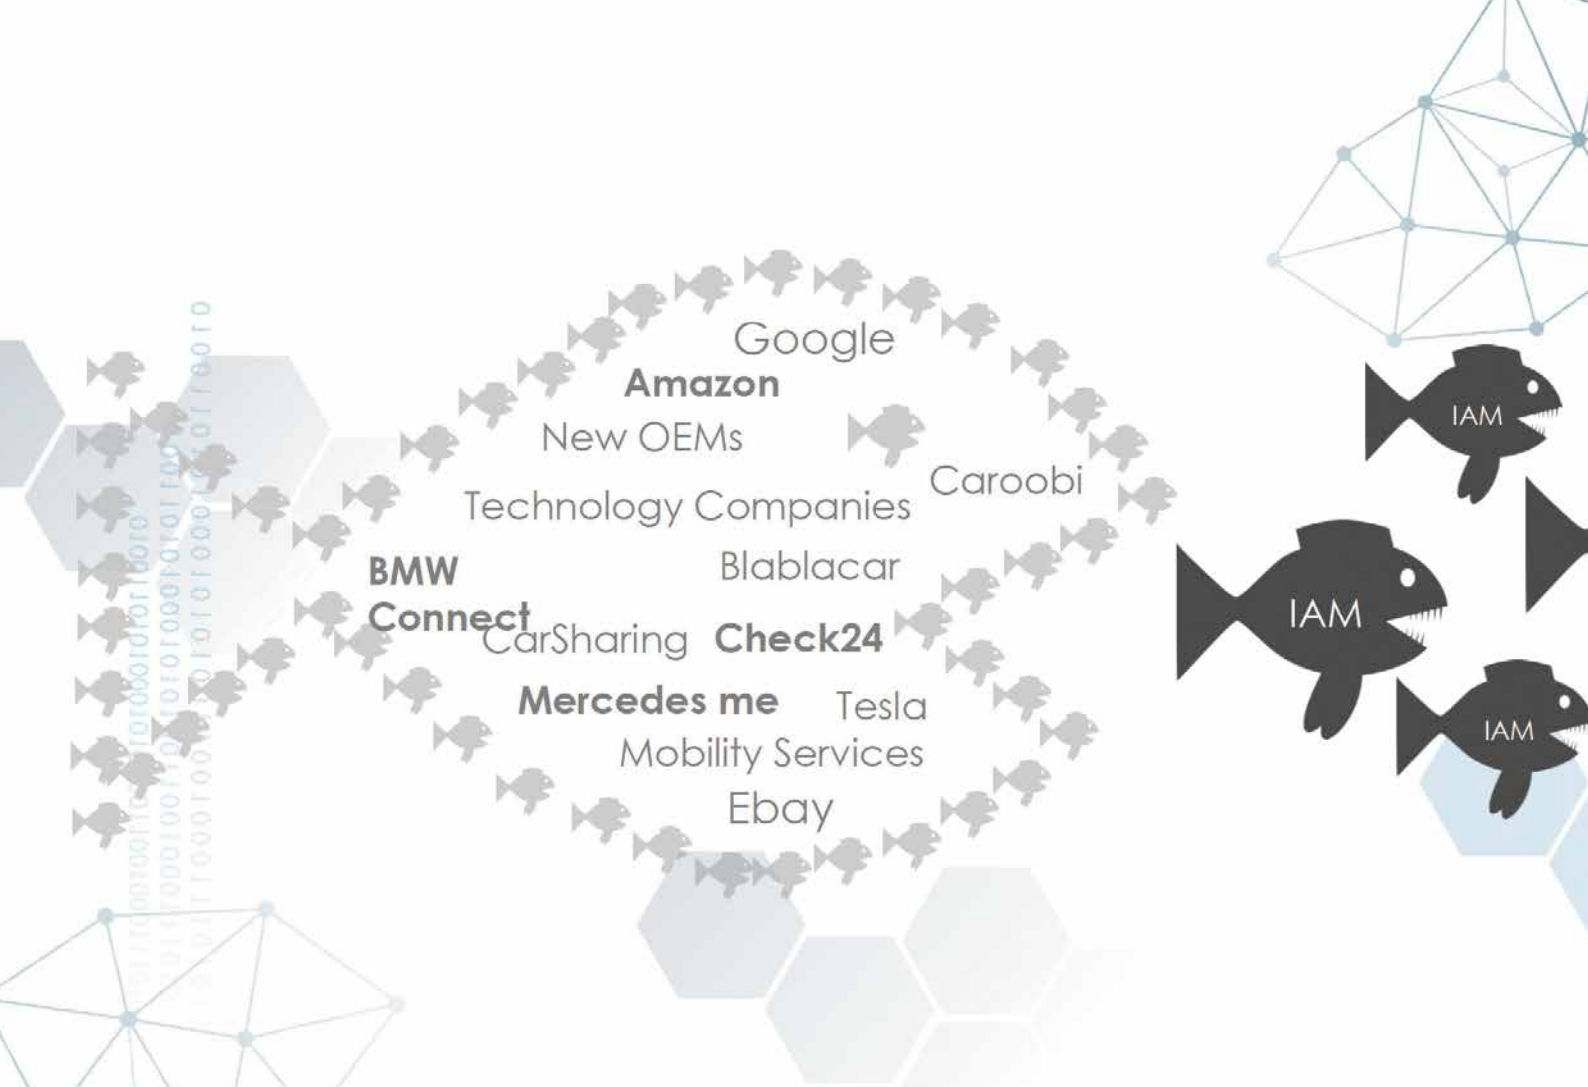 Google
Amazon
New OEMs
Caroobi
Technology Companies
BMW
Connect
Blablacar
CarSharing
Check24
Mercedes me
Tesla
Mobility Services
Ebay
IAM
IAM
IAM